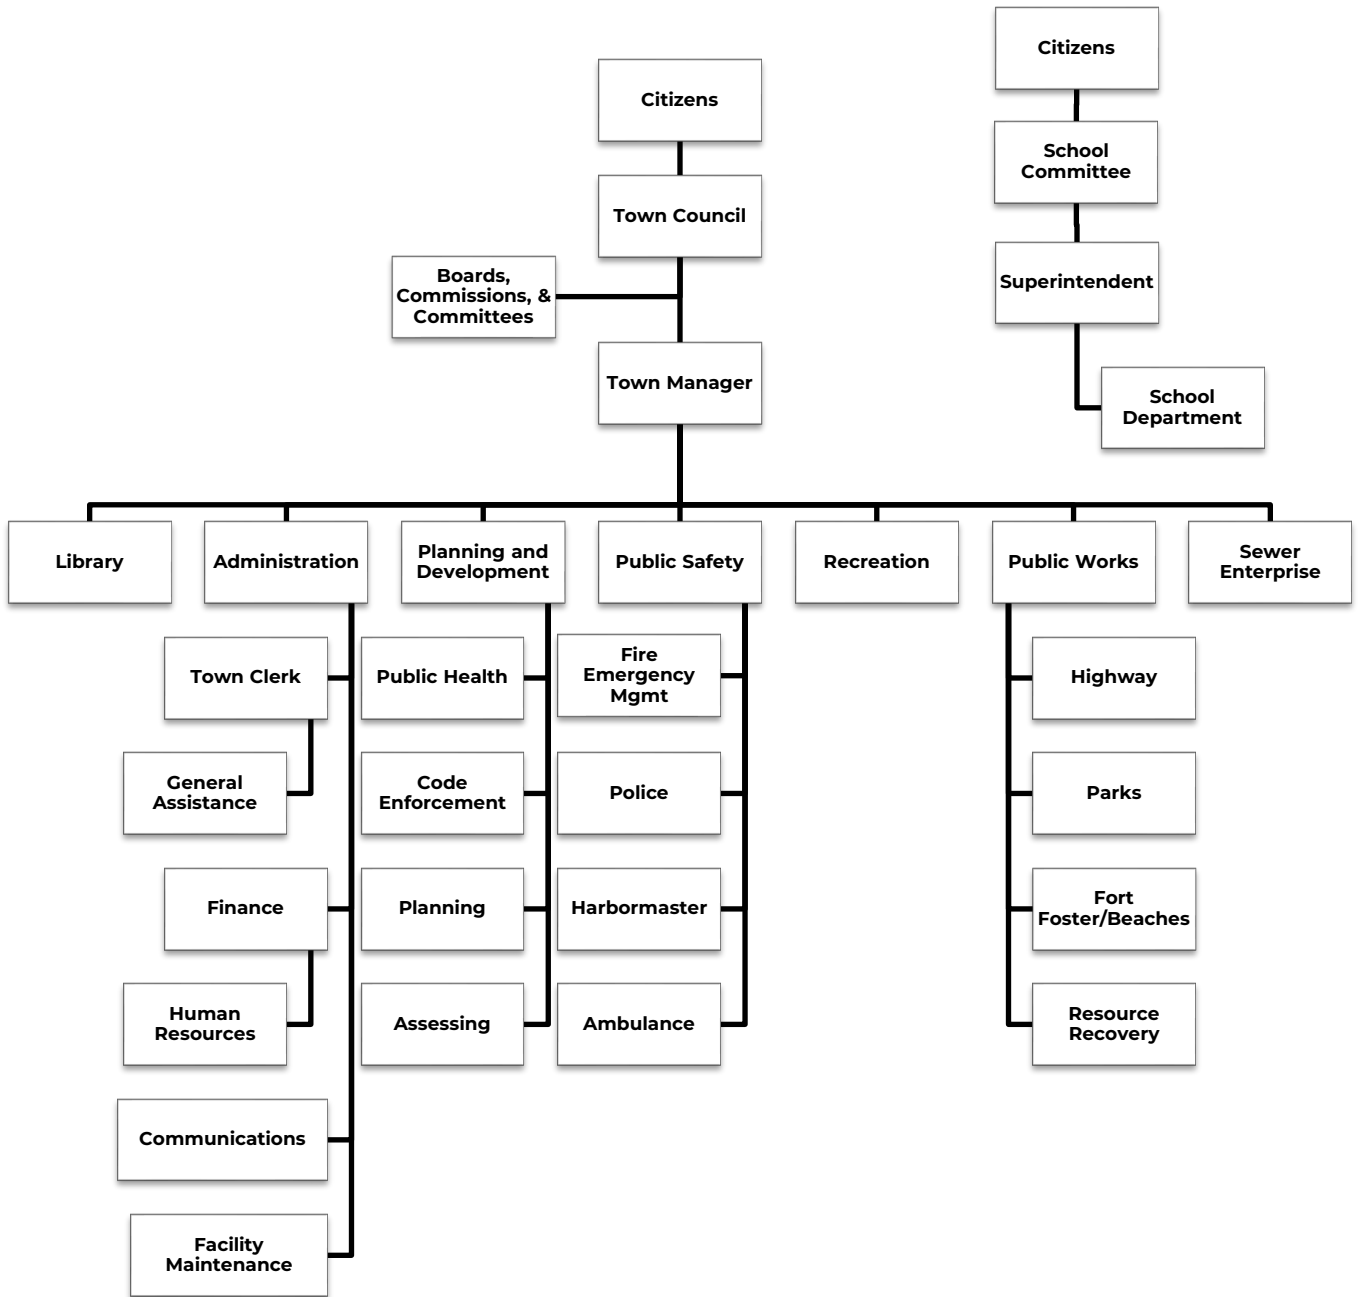 Citizens
Citizens
School
Committee
Town Council
Boards,
Commissions, &
Committees
Superintendent
Town Manager
School
Department
Library
Administration
Planning and
Development
Public Safety
Recreation
Public Works
Sewer
Enterprise
Town Clerk
Public Health
Fire
Emergency
Mgmt
Highway
General
Assistance
Code
Enforcement
Police
Parks
Finance
Planning
Harbormaster
Fort
Foster/Beaches
Human
Resources
Assessing
Ambulance
Resource
Recovery
Communications
Facility
Maintenance